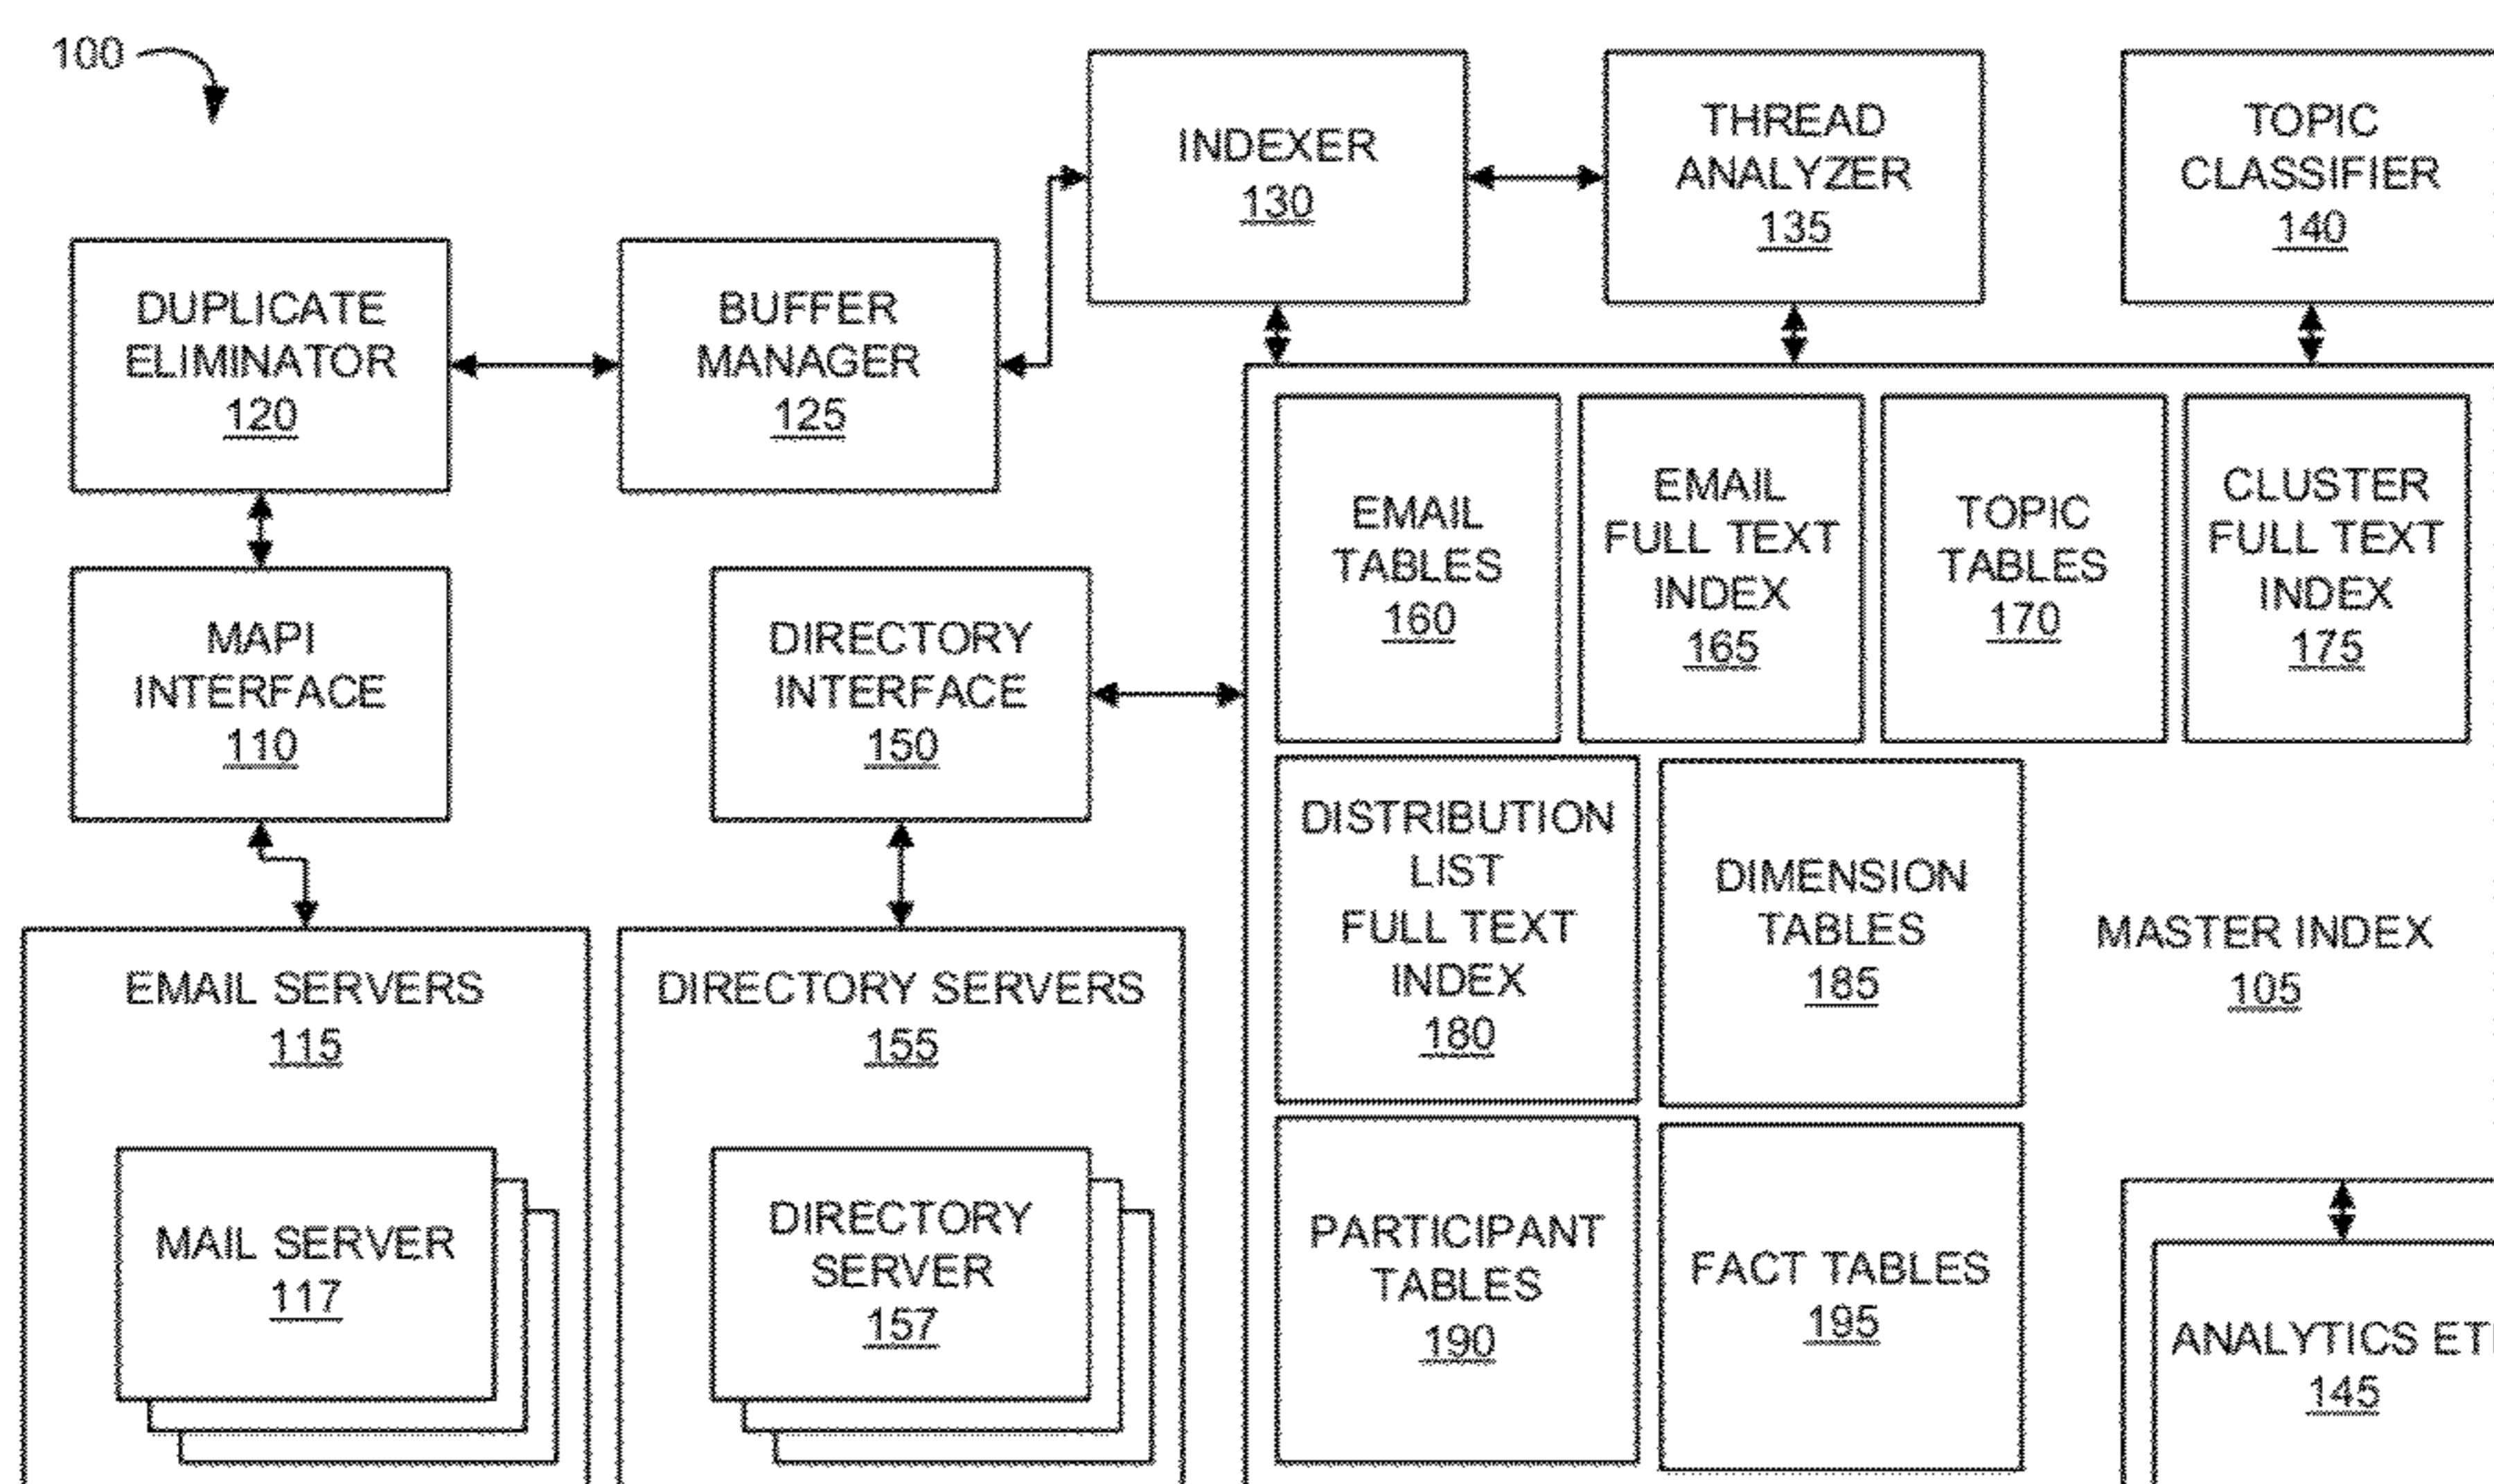 100
INDEXER
130
THREAD
ANALYZER
135
TOPIC
CLASSIFIER
140
DUPLICATE
ELIMINATOR
120
BUFFER
MANAGER
125
EMAIL
TABLES
160
EMAIL
FULL TEXT
INDEX
165
TOPIC
TABLES
170
CLUSTER
FULL TEXT
INDEX
175
MAPI
INTERFACE
110
DIRECTORY
INTERFACE
150
DISTRIBUTION
LIST
FULL TEXT
INDEX
180
DIMENSION
TABLES
185
MASTER INDEX
105
EMAIL SERVERS
115
DIRECTORY SERVERS
155
MAIL SERVER
117
DIRECTORY
SERVER
157
PARTICIPANT
TABLES
190
FACT TABLES
195
ANALYTICS
145